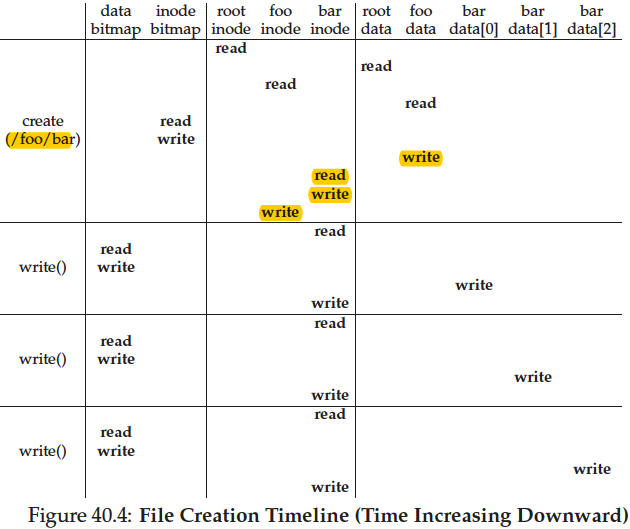 data inode root foo bar root foo bar bar bar
bitmap bitmap inode inode inode data data data[0] data[1] data[2]
read
read
read
read
create read
(/foo/bar) write
write
read
write
write
read
read
write() write
write
write
read
read
write() write
write
write
read
read
write() write
write
write
Figure 40.4: File Creation Timeline (Time Increasing Downward)